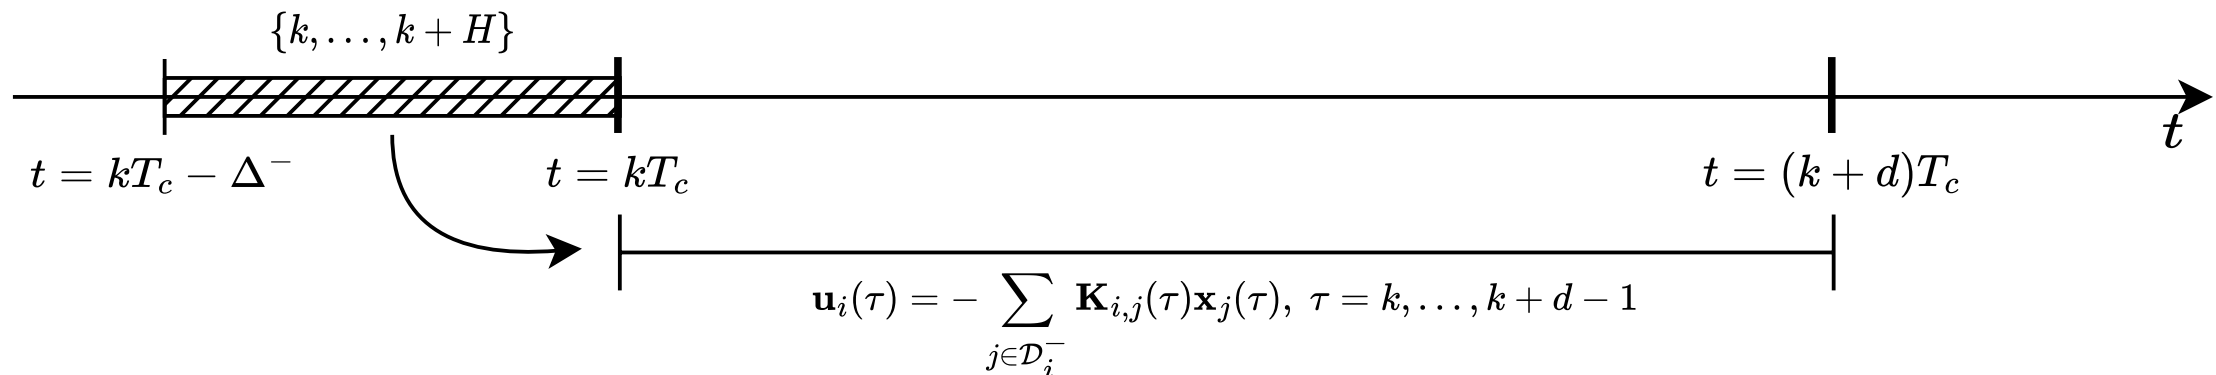 {k, …, k + H}
t
t = kT_c − Δ⁻
t = kT_c
t = (k + d)T_c
𝐮_i(τ) = − ∑_{j∈𝒟_i⁻} 𝐊_{i,j}(τ)𝐱_j(τ), τ = k, …, k + d − 1